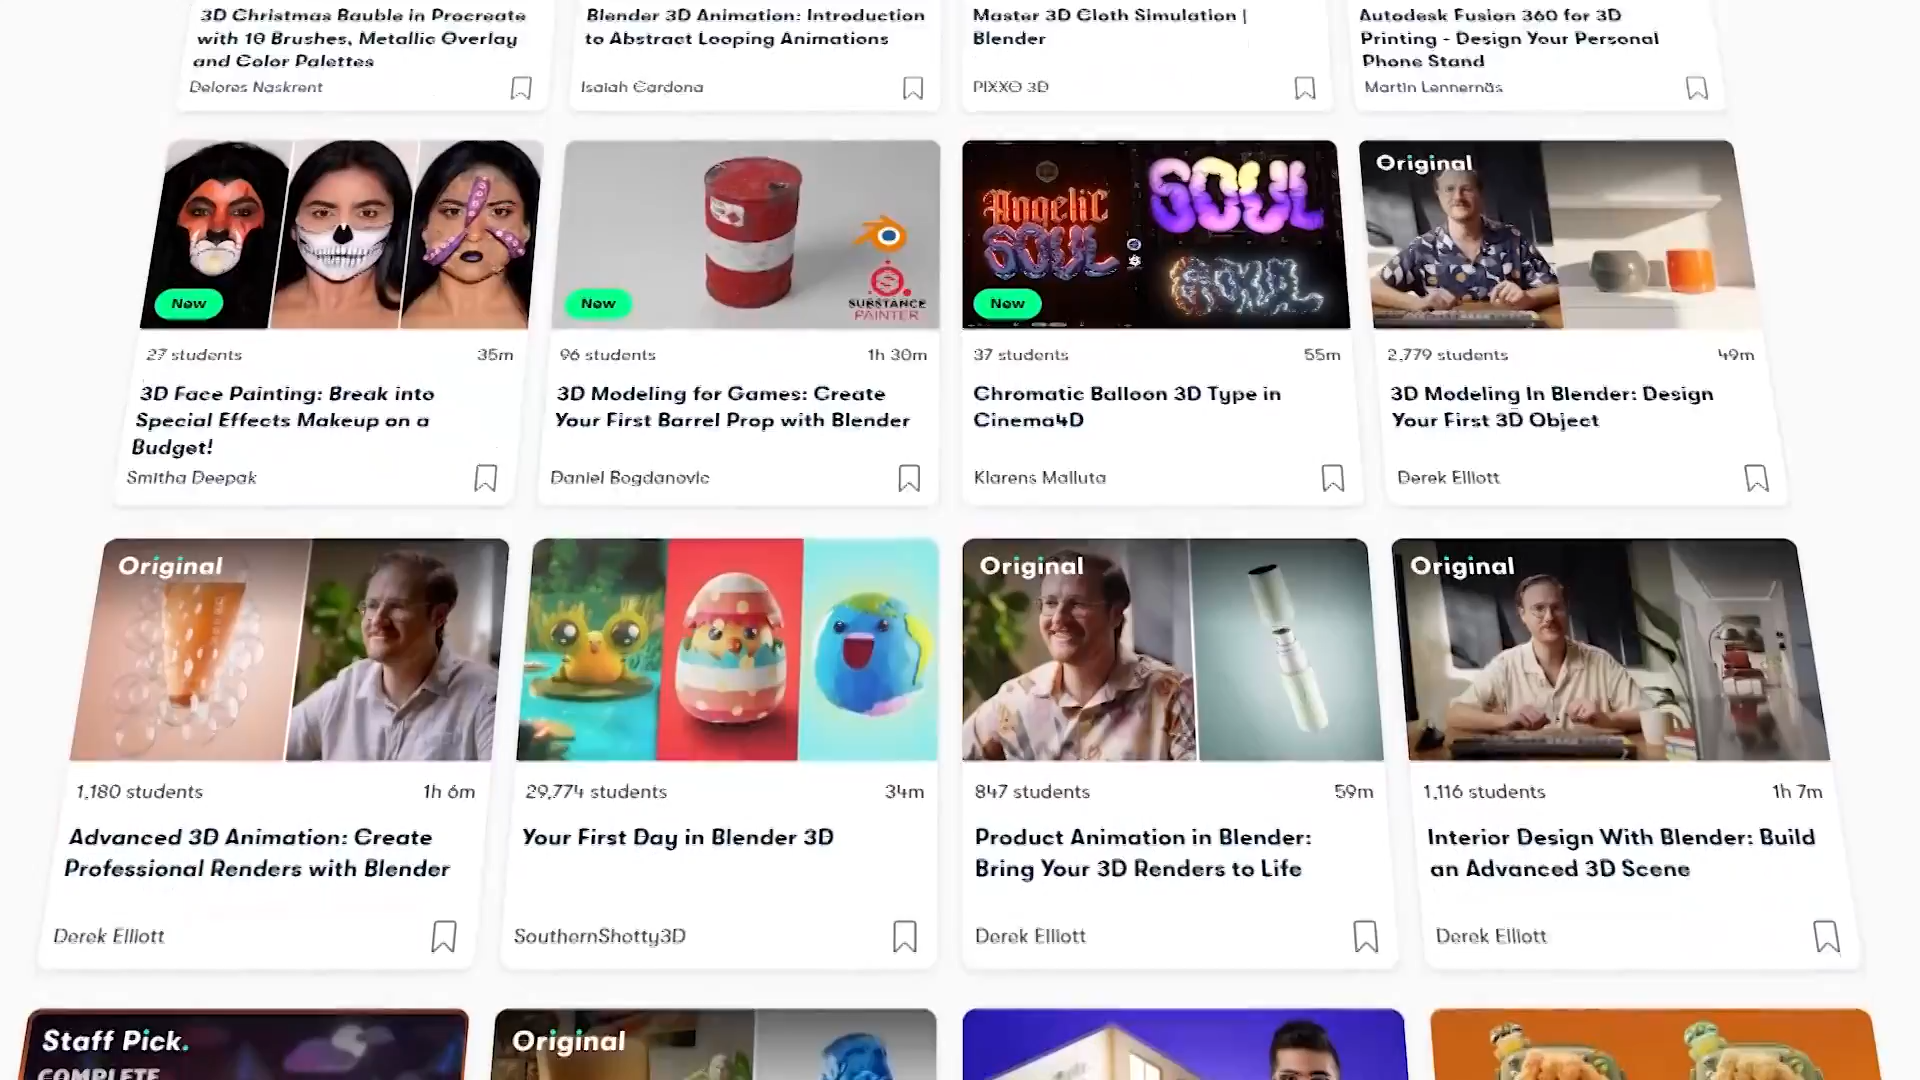 3D Christmas Bauble in Procreate
with 10 Brushes, Metallic Overlay
and Color Palettes
Delores Naskrent
Blender 3D Animation: Introduction
to Abstract Looping Animations
Isaiah Cardona
Master 3D Cloth Simulation |
Blender
PIXXO 3D
Autodesk Fusion 360 for 3D
Printing - Design Your Personal
Phone Stand
Martin Lennernäs
New
27 students
35m
3D Face Painting: Break into
Special Effects Makeup on a
Budget!
Smitha Deepak
SUBSTANCE
PAINTER
New
96 students
1h 30m
3D Modeling for Games: Create
Your First Barrel Prop with Blender
Daniel Bogdanovic
Angelic
SOUL
SOUL
SOUL
New
37 students
55m
Chromatic Balloon 3D Type in
Cinema4D
Klarens Malluta
Original
2,779 students
49m
3D Modeling In Blender: Design
Your First 3D Object
Derek Elliott
Original
1,180 students
1h 6m
Advanced 3D Animation: Create
Professional Renders with Blender
Derek Elliott
29,774 students
34m
Your First Day in Blender 3D
SouthernShotty3D
Original
847 students
59m
Product Animation in Blender:
Bring Your 3D Renders to Life
Derek Elliott
Original
1,116 students
1h 7m
Interior Design With Blender: Build
an Advanced 3D Scene
Derek Elliott
Staff Pick.
COMPLETE
Original